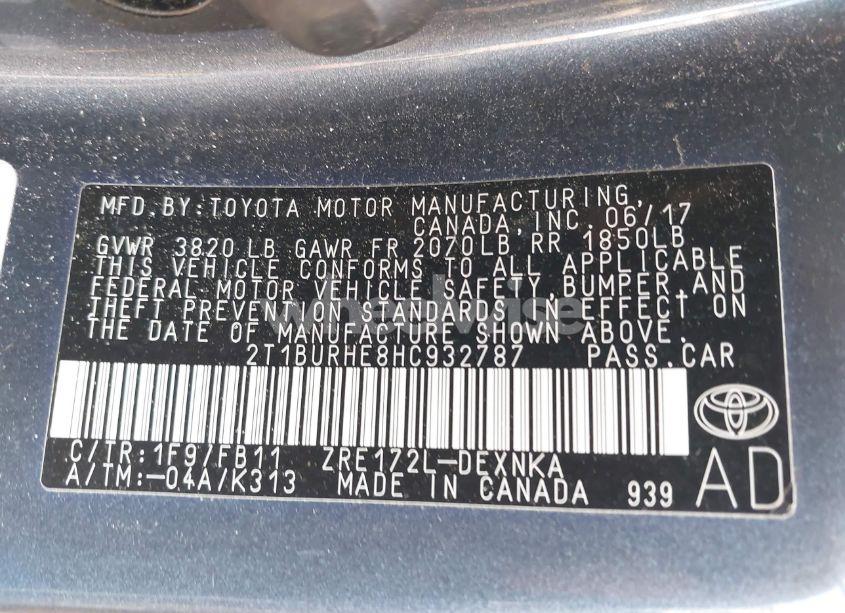 MFD.BY:TOYOTA MOTOR MANUFACTURING,
CANADA,INC. 06/17
GVWR 3820 LB GAWR FR 2070LB RR 1850LB
THIS VEHICLE CONFORMS TO ALL APPLICABLE
FEDERAL MOTOR VEHICLE SAFETY,BUMPER,AND
THEFT PREVENTION STANDARDS IN EFFECT ON
THE DATE OF MANUFACTURE SHOWN ABOVE.
wheelwise
2T1BURHE8HC932787 PASS.CAR
C/TR:1F9/FB11 ZRE172L-DEXNKA
A/TM:-04A/K313 MADE IN CANADA 939
AD